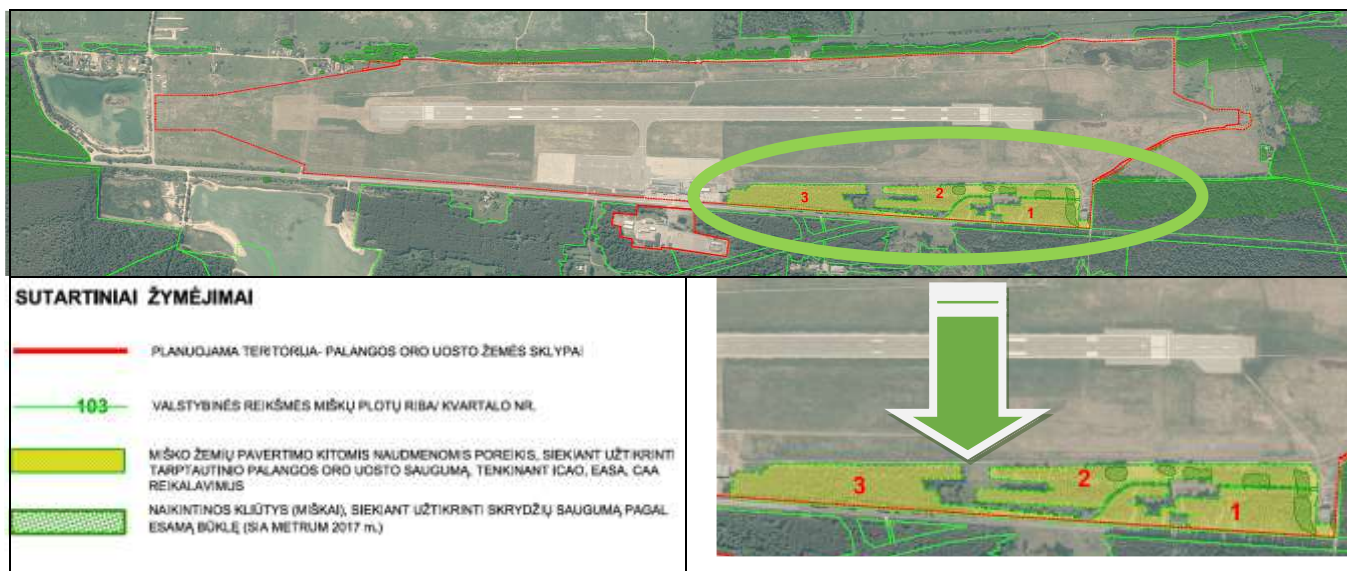 3
2
1
SUTARTINIAI ŽYMĖJIMAI
PLANUOJAMA TERITORIJA- PALANGOS ORO UOSTO ŽEMĖS SKLYPAI
103
VALSTYBINĖS REIKŠMĖS MIŠKŲ PLOTŲ RIBA/ KVARTALO NR.
MIŠKO ŽEMIŲ PAVERTIMO KITOMIS NAUDMENOMIS POREIKIS, SIEKIANT UŽTIKRINTI
TARPTAUTINIO PALANGOS ORO UOSTO SAUGUMĄ, TENKINANT ICAO, EASA, CAA
REIKALAVIMUS
NAIKINTINOS KLIŪTYS (MIŠKAI), SIEKIANT UŽTIKRINTI SKRYDŽIŲ SAUGUMĄ PAGAL
ESAMĄ BŪKLĘ (SIA METRUM 2017 m.)
3
2
1